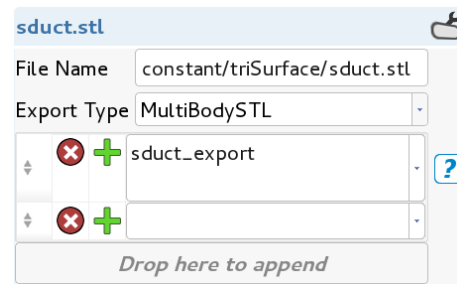 sduct.stl
File Name constant/triSurface/sduct.stl
Export Type MultiBodySTL
sduct_export
?
Drop here to append